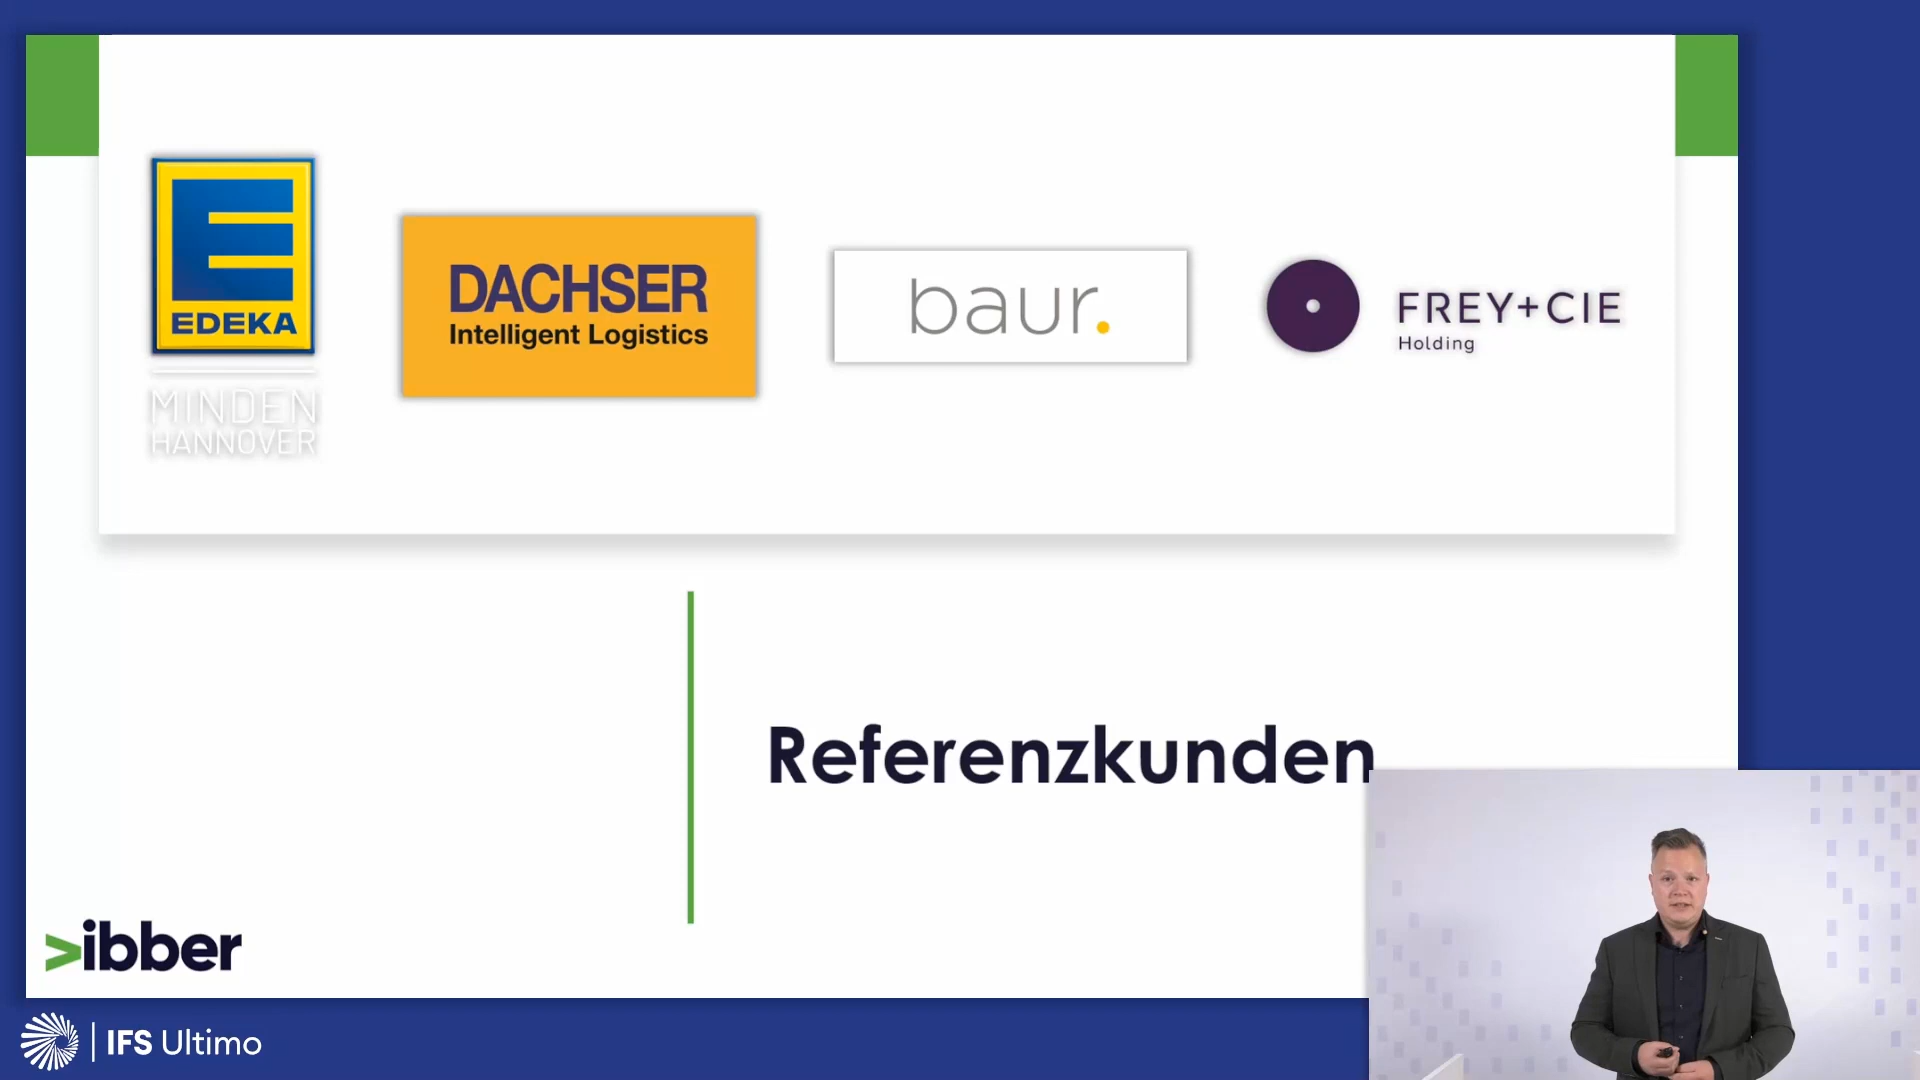 E
EDEKA
MINDEN
HANNOVER
DACHSER
Intelligent Logistics
baur.
FREY+CIE
Holding
Referenzkunden
>ibber
IFS Ultimo